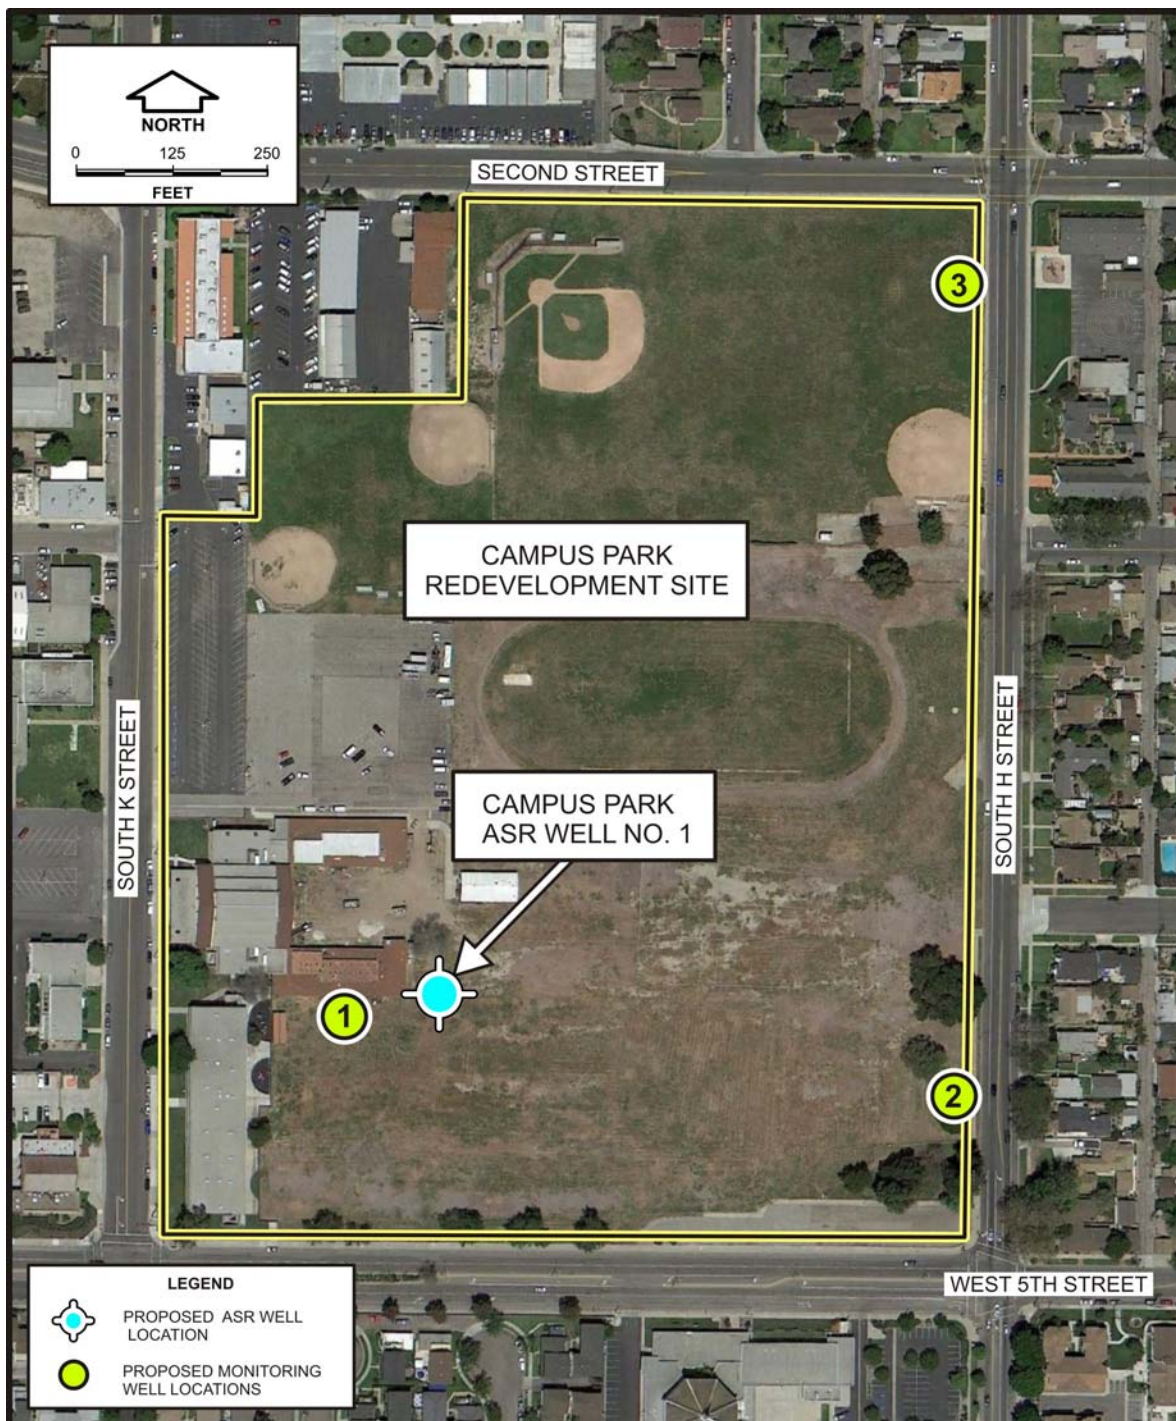 NORTH
0 125 250
FEET
SECOND STREET
3
CAMPUS PARK
REDEVELOPMENT SITE
SOUTH K STREET
SOUTH H STREET
CAMPUS PARK
ASR WELL NO. 1
1
2
WEST 5TH STREET
LEGEND
PROPOSED ASR WELL
LOCATION
PROPOSED MONITORING
WELL LOCATIONS